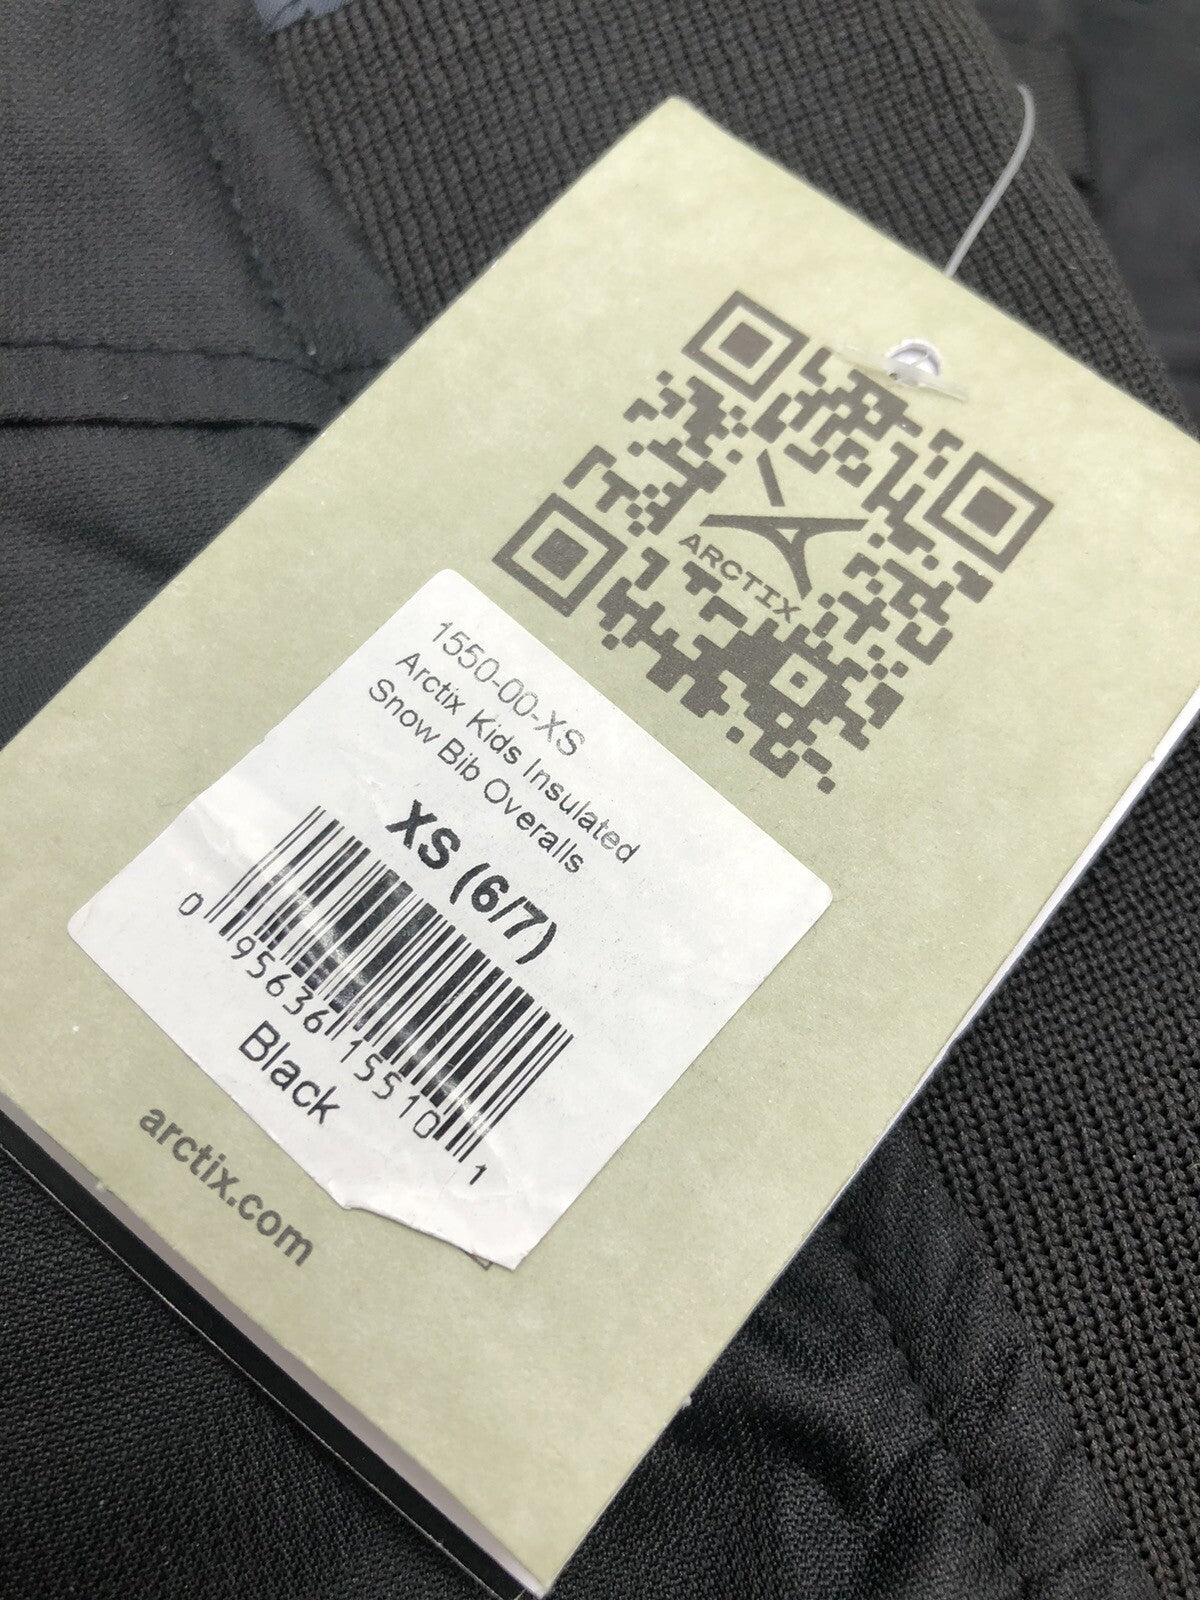 ARCTIX
1550-00-XS
Arctix Kids Insulated
Snow Bib Overalls
XS (6/7)
0 95636 15510 1
Black
arctix.com